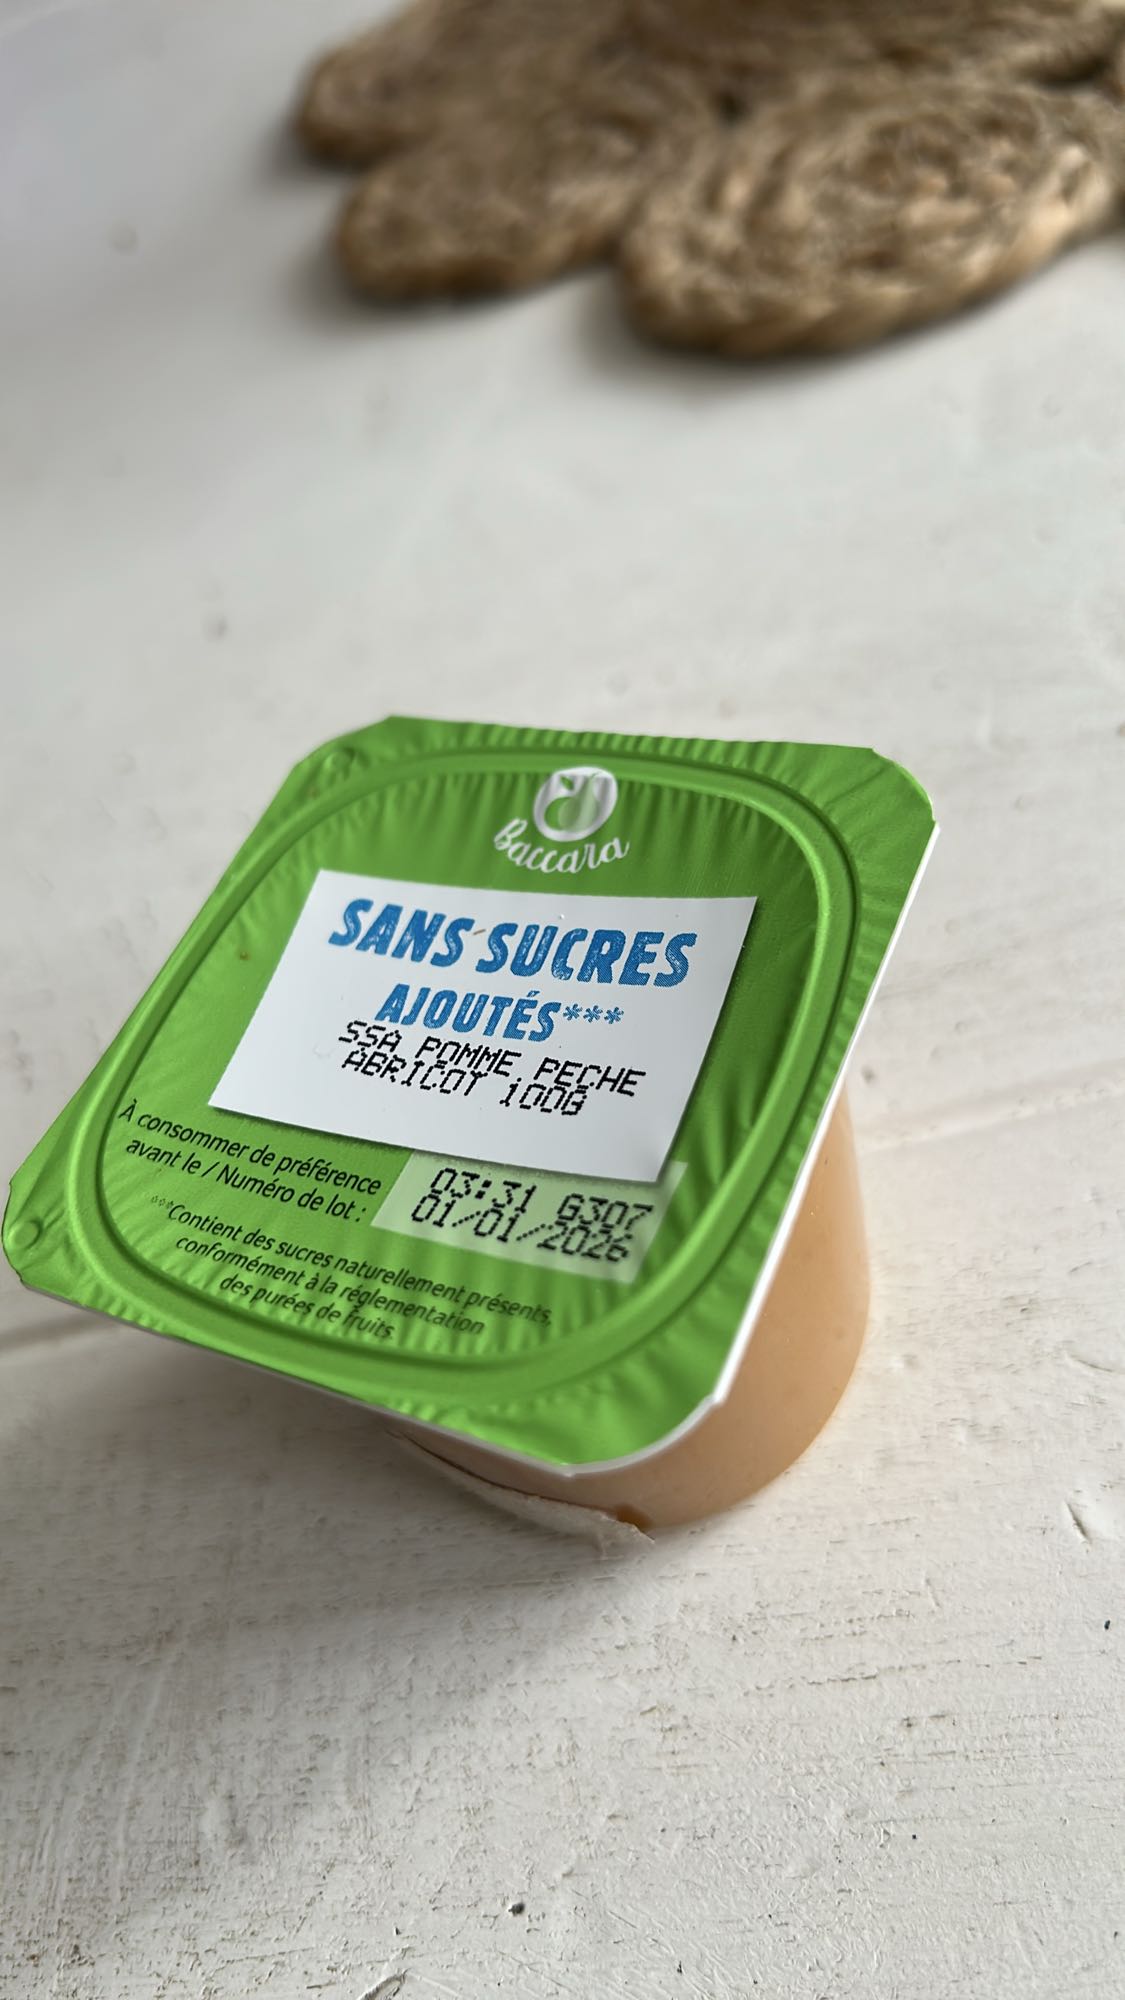 Baccara
SANS SUCRES
AJOUTÉS***
SSA POMME PECHE
ABRICOT 100G
À consommer de préférence
avant le / Numéro de lot :
03:31 G307
01/01/2026
***Contient des sucres naturellement présents,
conformément à la réglementation
des purées de fruits.